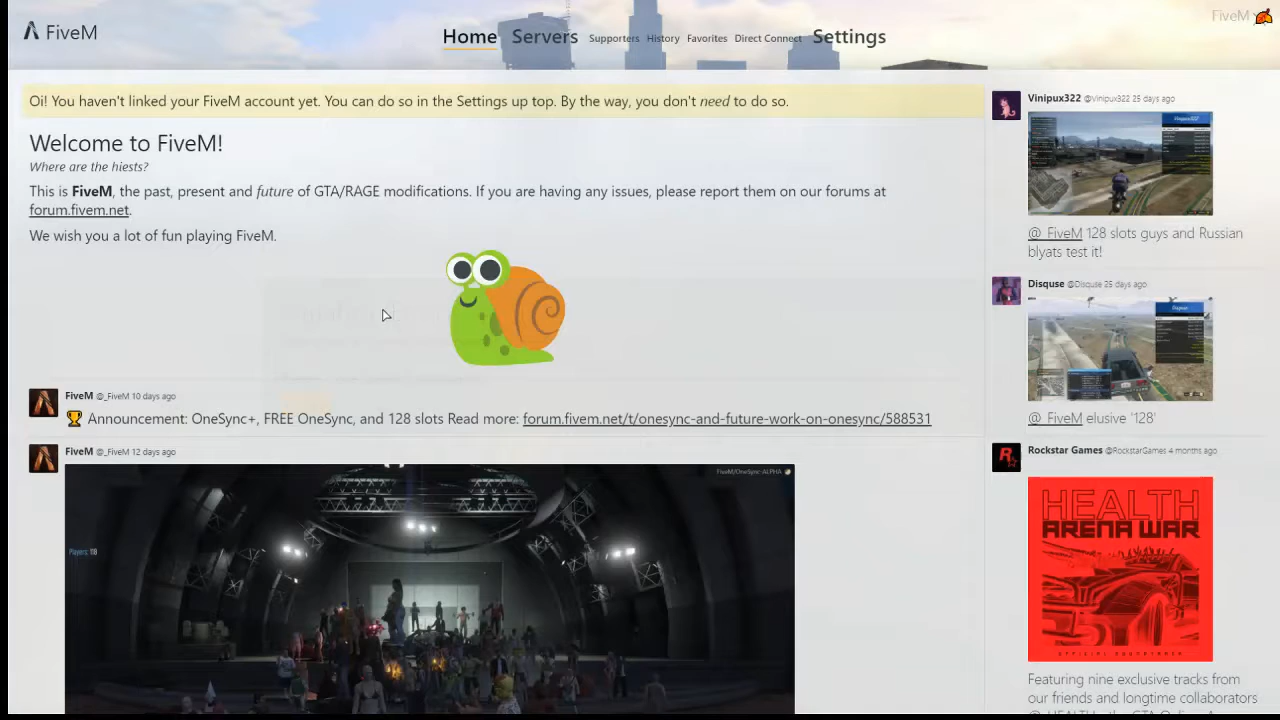 FiveM
Home Servers Supporters History Favorites Direct Connect Settings
FiveM
Oi! You haven't linked your FiveM account yet. You can do so in the Settings up top. By the way, you don't need to do so.
Welcome to FiveM!
Where are the hiests?
This is FiveM, the past, present and future of GTA/RAGE modifications. If you are having any issues, please report them on our forums at
forum.fivem.net.
We wish you a lot of fun playing FiveM.
FiveM @_FiveM 10 days ago
🏆 Announcement: OneSync+, FREE OneSync, and 128 slots Read more: forum.fivem.net/t/onesync-and-future-work-on-onesync/588531
FiveM @_FiveM 12 days ago
FiveM/OneSync-ALPHA
Vinipux322 @Vinipux322 25 days ago
Vinipux322
@_FiveM 128 slots guys and Russian
blyats test it!
Disquse @Disquse 25 days ago
Disquse
@_FiveM elusive '128'
Rockstar Games @RockstarGames 4 months ago
HEALTH
ARENA WAR
Featuring nine exclusive tracks from
our friends and longtime collaborators